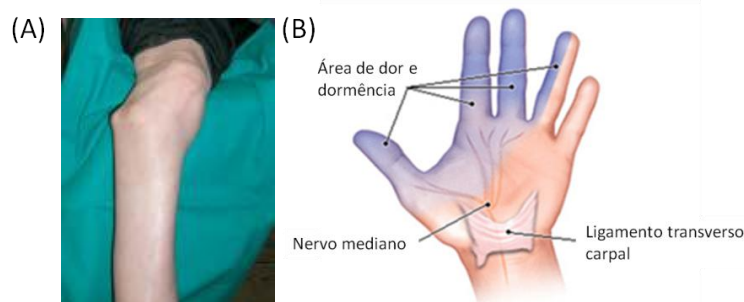 (A)
(B)
Área de dor e
dormência
Nervo mediano
Ligamento transverso
carpal